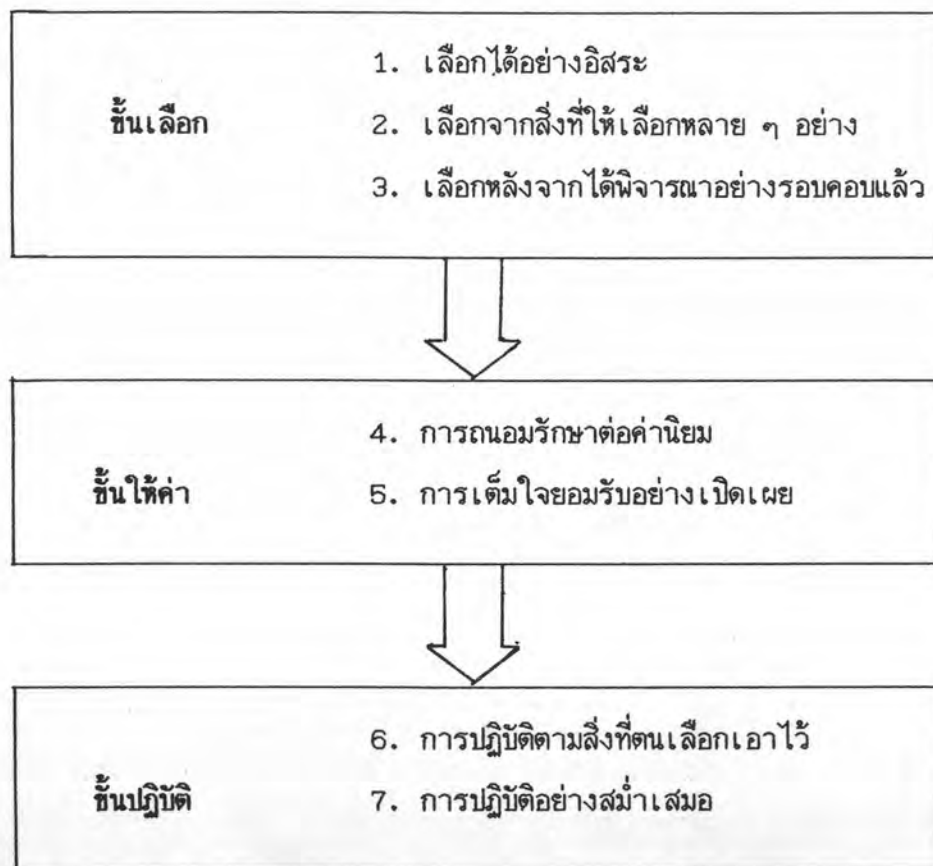 1. เลือกได้อย่างอิสระ
ขั้นเลือก 2. เลือกจากสิ่งที่ให้เลือกหลาย ๆ อย่าง
3. เลือกหลังจากได้พิจารณาอย่างรอบคอบแล้ว
4. การถนอมรักษาต่อค่านิยม
ขั้นให้ค่า 5. การเต็มใจยอมรับอย่างเปิดเผย
6. การปฏิบัติตามสิ่งที่ตนเลือกเอาไว้
ขั้นปฏิบัติ 7. การปฏิบัติอย่างสม่ำเสมอ